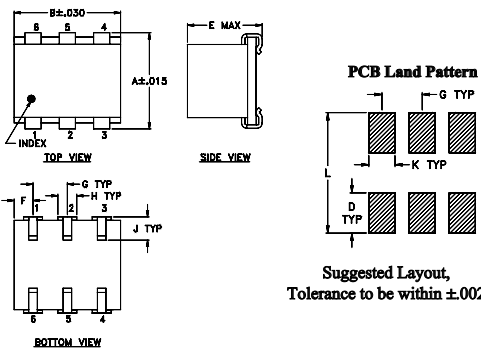 B±.030
6 5 4
A±.015
1 2 3
INDEX
TOP VIEW
E MAX
SIDE VIEW
PCB Land Pattern
G TYP
K TYP
L
D
TYP
Suggested Layout,
Tolerance to be within ±.002
G TYP
H TYP
F
1 2 3
J TYP
6 5 4
BOTTOM VIEW